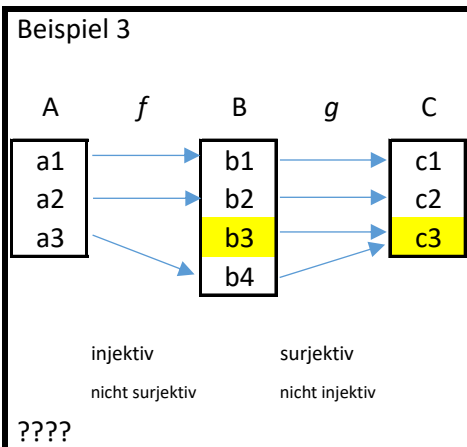 Beispiel 3
A f B g C
a1 b1 c1
a2 b2 c2
a3 b3 c3
b4
injektiv surjektiv
nicht surjektiv nicht injektiv
????